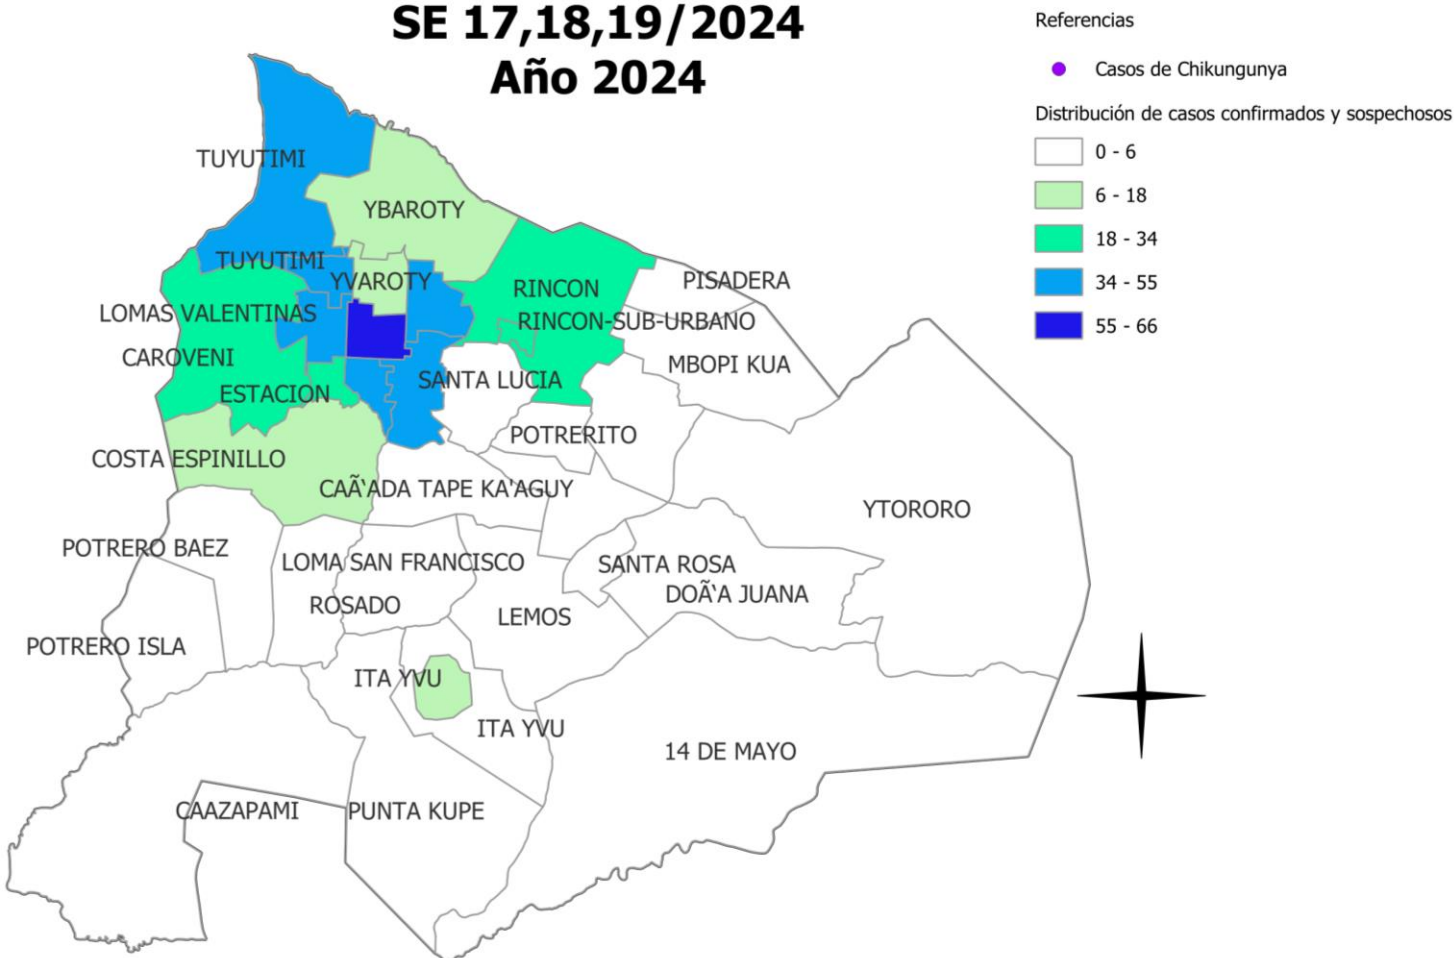 SE 17,18,19/2024
Año 2024
Referencias
Casos de Chikungunya
Distribución de casos confirmados y sospechosos
0 - 6
6 - 18
18 - 34
34 - 55
55 - 66
TUYUTIMI
YBAROTY
TUYUTIMI
YVAROTY
RINCON
PISADERA
LOMAS VALENTINAS
RINCON-SUB-URBANO
CAROVENI
MBOPI KUA
ESTACION
SANTA LUCIA
POTRERITO
COSTA ESPINILLO
CAÃ‘ADA TAPE KA'AGUY
YTORORO
POTRERO BAEZ
LOMA SAN FRANCISCO
SANTA ROSA
DOÃ‘A JUANA
ROSADO
LEMOS
POTRERO ISLA
ITA YVU
ITA YVU
14 DE MAYO
CAAZAPAMI
PUNTA KUPE